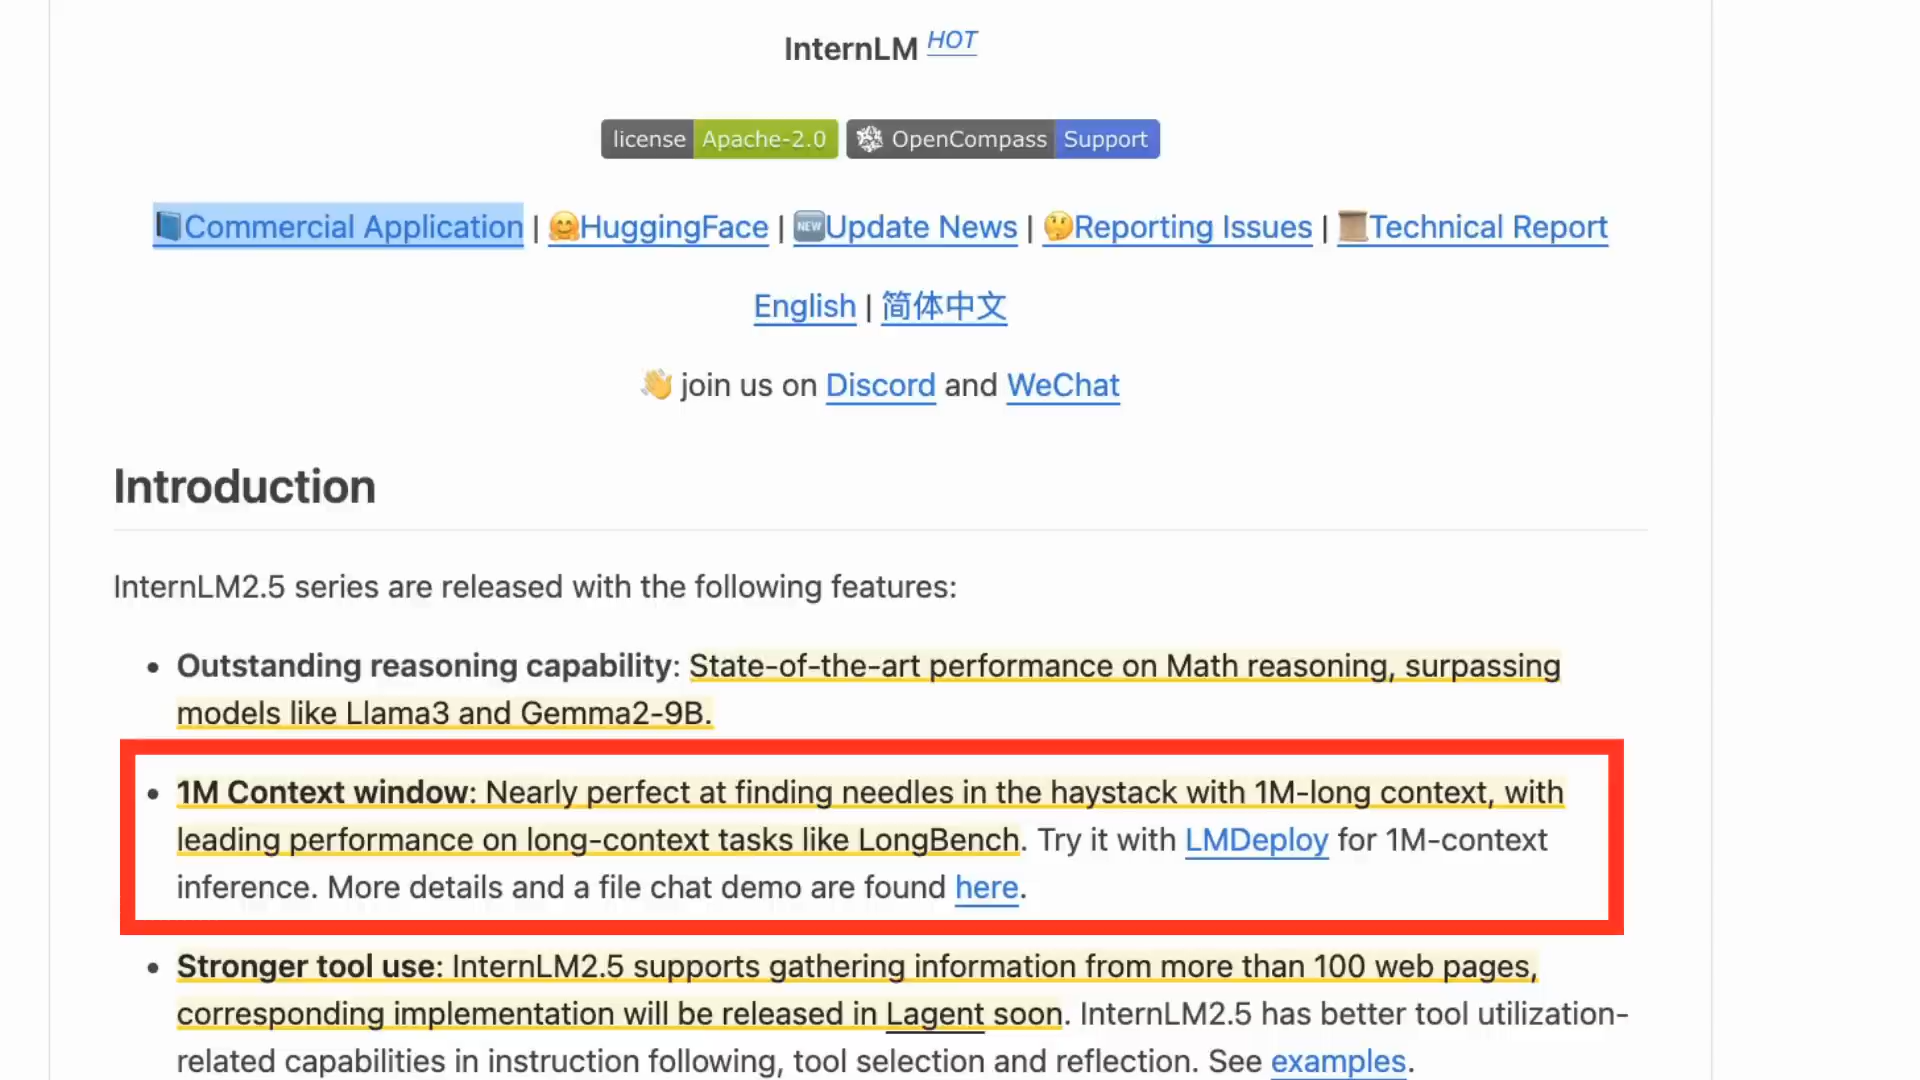 InternLM HOT
license Apache-2.0 OpenCompass Support
📘Commercial Application | 🤗HuggingFace | 🆕Update News | 🤔Reporting Issues | 📜Technical Report
English | 简体中文
👋 join us on Discord and WeChat
Introduction
InternLM2.5 series are released with the following features:
• Outstanding reasoning capability: State-of-the-art performance on Math reasoning, surpassing
models like Llama3 and Gemma2-9B.
• 1M Context window: Nearly perfect at finding needles in the haystack with 1M-long context, with
leading performance on long-context tasks like LongBench. Try it with LMDeploy for 1M-context
inference. More details and a file chat demo are found here.
• Stronger tool use: InternLM2.5 supports gathering information from more than 100 web pages,
corresponding implementation will be released in Lagent soon. InternLM2.5 has better tool utilization-
related capabilities in instruction following, tool selection and reflection. See examples.